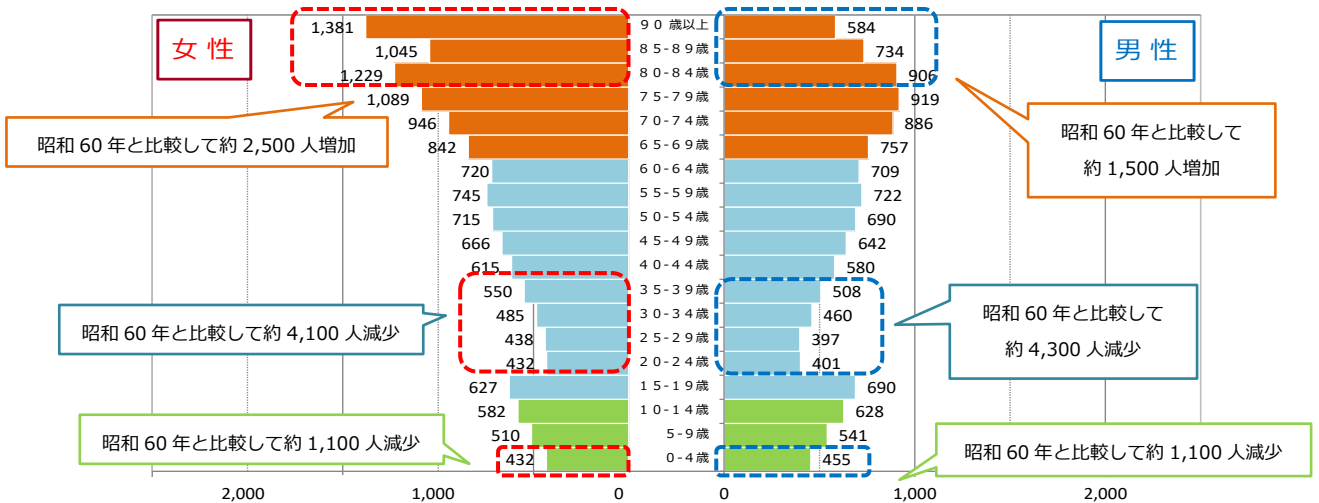 女 性
男 性
1,381 90歳以上 584
1,045 85-89歳 734
1,229 80-84歳 906
1,089 75-79歳 919
946 70-74歳 886
842 65-69歳 757
720 60-64歳 709
745 55-59歳 722
715 50-54歳 690
666 45-49歳 642
615 40-44歳 580
550 35-39歳 508
485 30-34歳 460
438 25-29歳 397
432 20-24歳 401
627 15-19歳 690
582 10-14歳 628
510 5-9歳 541
432 0-4歳 455
昭和 60 年と比較して約 2,500 人増加
昭和 60 年と比較して
約 1,500 人増加
昭和 60 年と比較して約 4,100 人減少
昭和 60 年と比較して
約 4,300 人減少
昭和 60 年と比較して約 1,100 人減少
昭和 60 年と比較して約 1,100 人減少
2,000 1,000 0 0 1,000 2,000